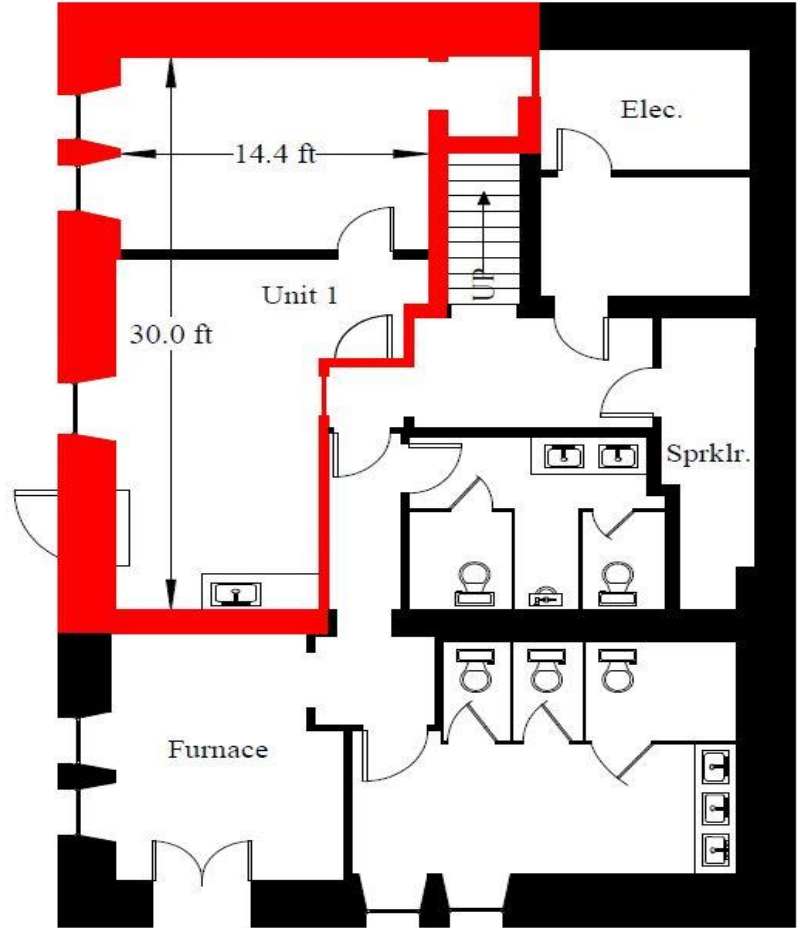 Elec.
14.4 ft
UP
Unit 1
30.0 ft
Sprklr.
Furnace